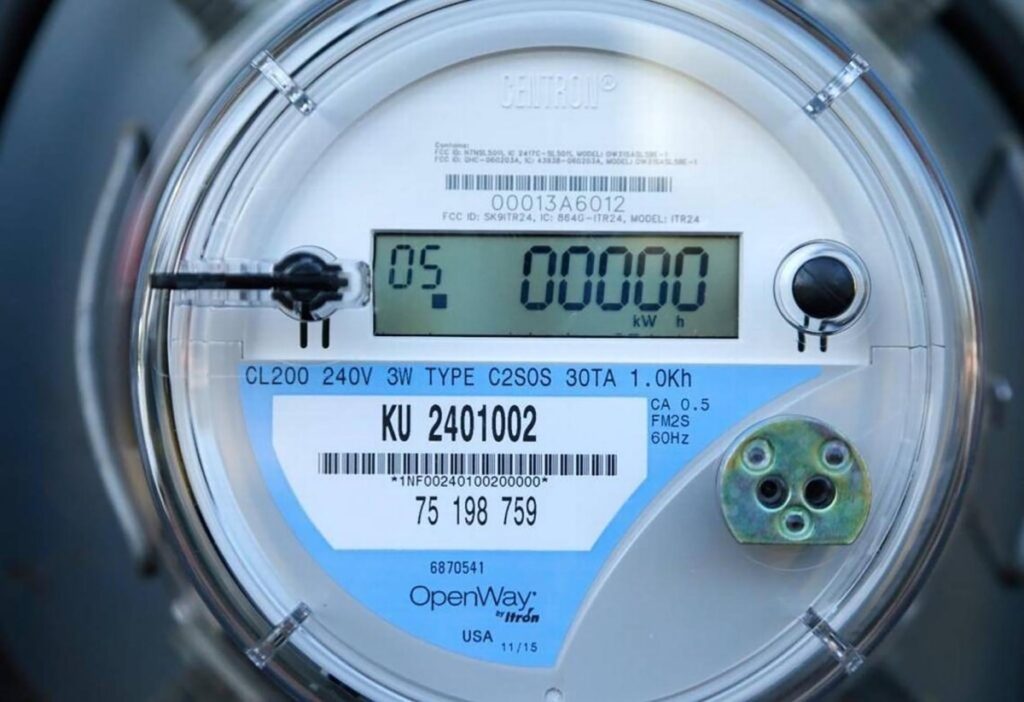 CENTRON®
Contains:
00013A6012
FCC ID: SK9ITR24, IC: 864G-ITR24, MODEL: ITR24
05 00000
kW h
CL200 240V 3W TYPE C2SOS 30TA 1.0Kh
CA 0.5
FM2S
60Hz
KU 2401002
*1NF00240100200000*
75 198 759
6870541
OpenWay®
by Itrón
USA 11/15